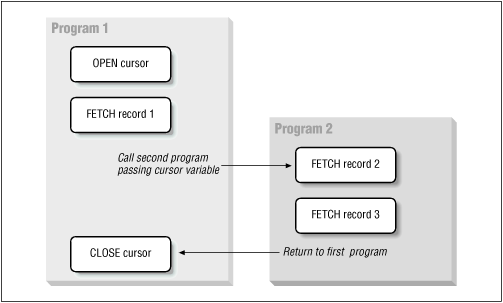 Program 1
OPEN cursor
FETCH record 1
Call second program
passing cursor variable
Program 2
FETCH record 2
FETCH record 3
Return to first program
CLOSE cursor